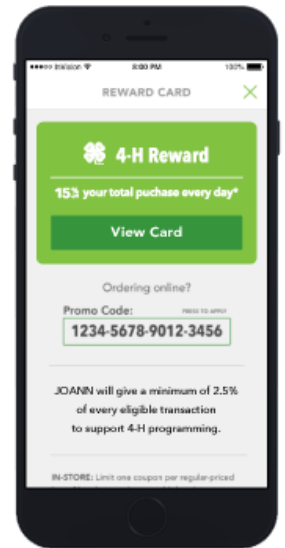 8:00 PM
100%
REWARD CARD
4-H Reward
15% your total puchase every day*
View Card
Ordering online?
Promo Code:
PRESS TO APPLY
1234-5678-9012-3456
JOANN will give a minimum of 2.5%
of every eligible transaction
to support 4-H programming.
IN-STORE: Limit one coupon per regular-priced